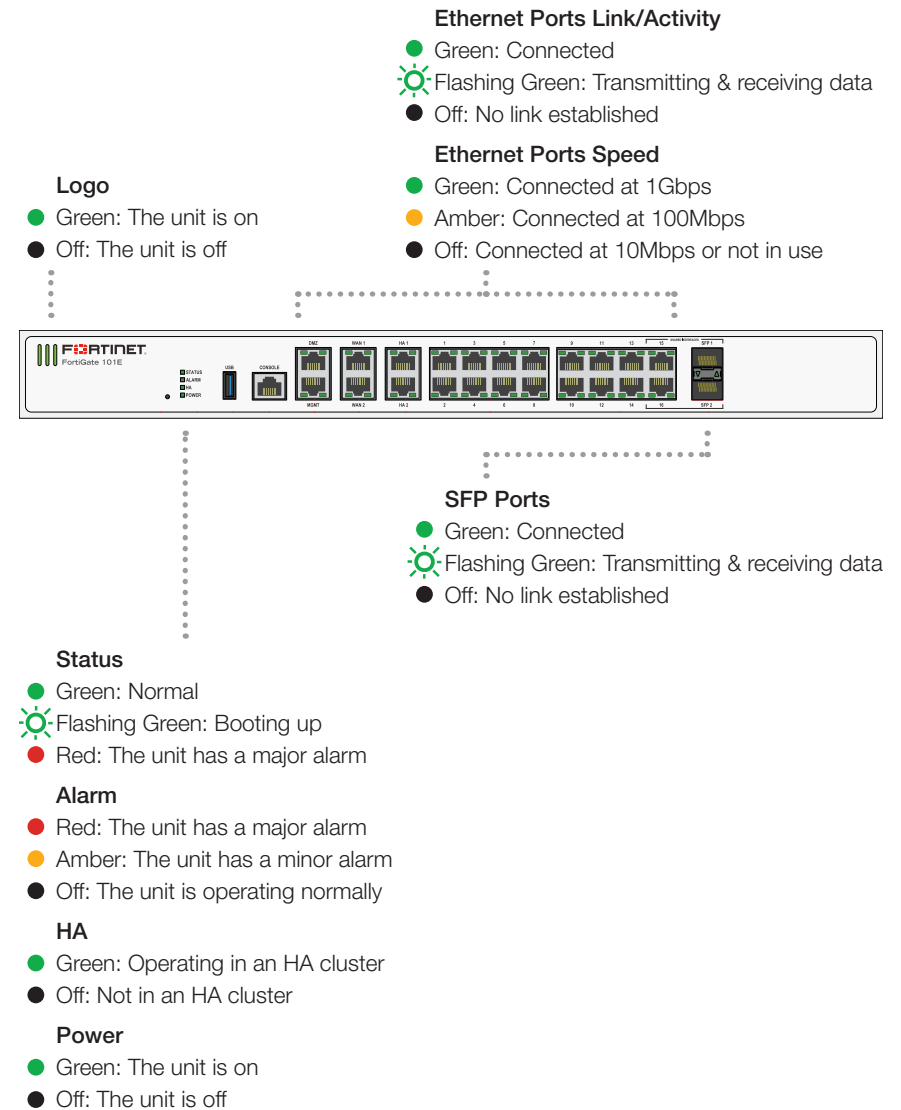 Ethernet Ports Link/Activity
Green: Connected
Flashing Green: Transmitting & receiving data
Off: No link established
Ethernet Ports Speed
Green: Connected at 1Gbps
Amber: Connected at 100Mbps
Off: Connected at 10Mbps or not in use
Logo
Green: The unit is on
Off: The unit is off
FORTINET
FortiGate 101E
STATUS
ALARM
HA
POWER
USB
CONSOLE
DMZ WAN 1 HA 1 1 3 5 7 9 11 13 15 SHARED INTERFACES SFP 1
MGMT WAN 2 HA 2 2 4 6 8 10 12 14 16 SFP 2
SFP Ports
Green: Connected
Flashing Green: Transmitting & receiving data
Off: No link established
Status
Green: Normal
Flashing Green: Booting up
Red: The unit has a major alarm
Alarm
Red: The unit has a major alarm
Amber: The unit has a minor alarm
Off: The unit is operating normally
HA
Green: Operating in an HA cluster
Off: Not in an HA cluster
Power
Green: The unit is on
Off: The unit is off